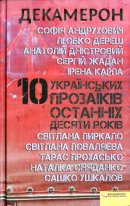 ДЕКАМЕРОН
СОФІЯ АНДРУХОВИЧ
ЛЮБКО ДЕРЕШ
АНАТОЛІЙ ДНІСТРОВИЙ
СЕРГІЙ ЖАДАН
ІРЕНА КАРПА
10
УКРАЇНСЬКИХ
ПРОЗАЇКІВ
ОСТАННІХ
ДЕСЯТИ РОКІВ
СВІТЛАНА ПИРКАЛО
СВІТЛАНА ПОВАЛЯЄВА
ТАРАС ПРОХАСЬКО
НАТАЛКА СНЯДАНКО
САШКО УШКАЛОВ